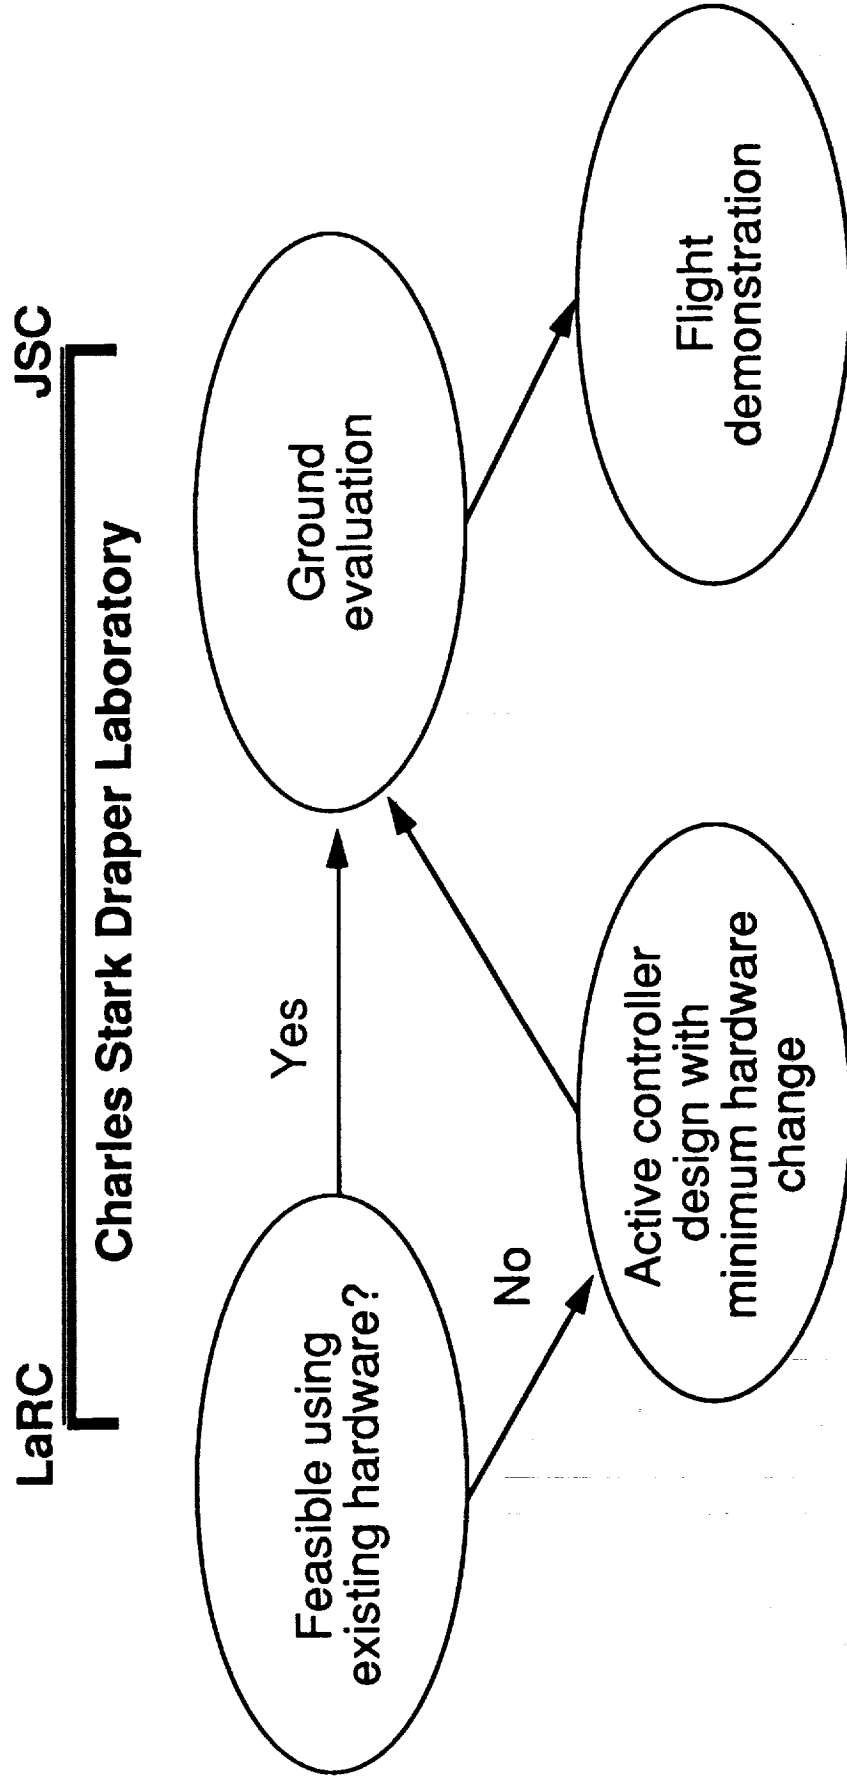 LaRC
JSC
Charles Stark Draper Laboratory
Feasible using
existing hardware?
Yes
Ground
evaluation
No
Active controller
design with
minimum hardware
change
Flight
demonstration